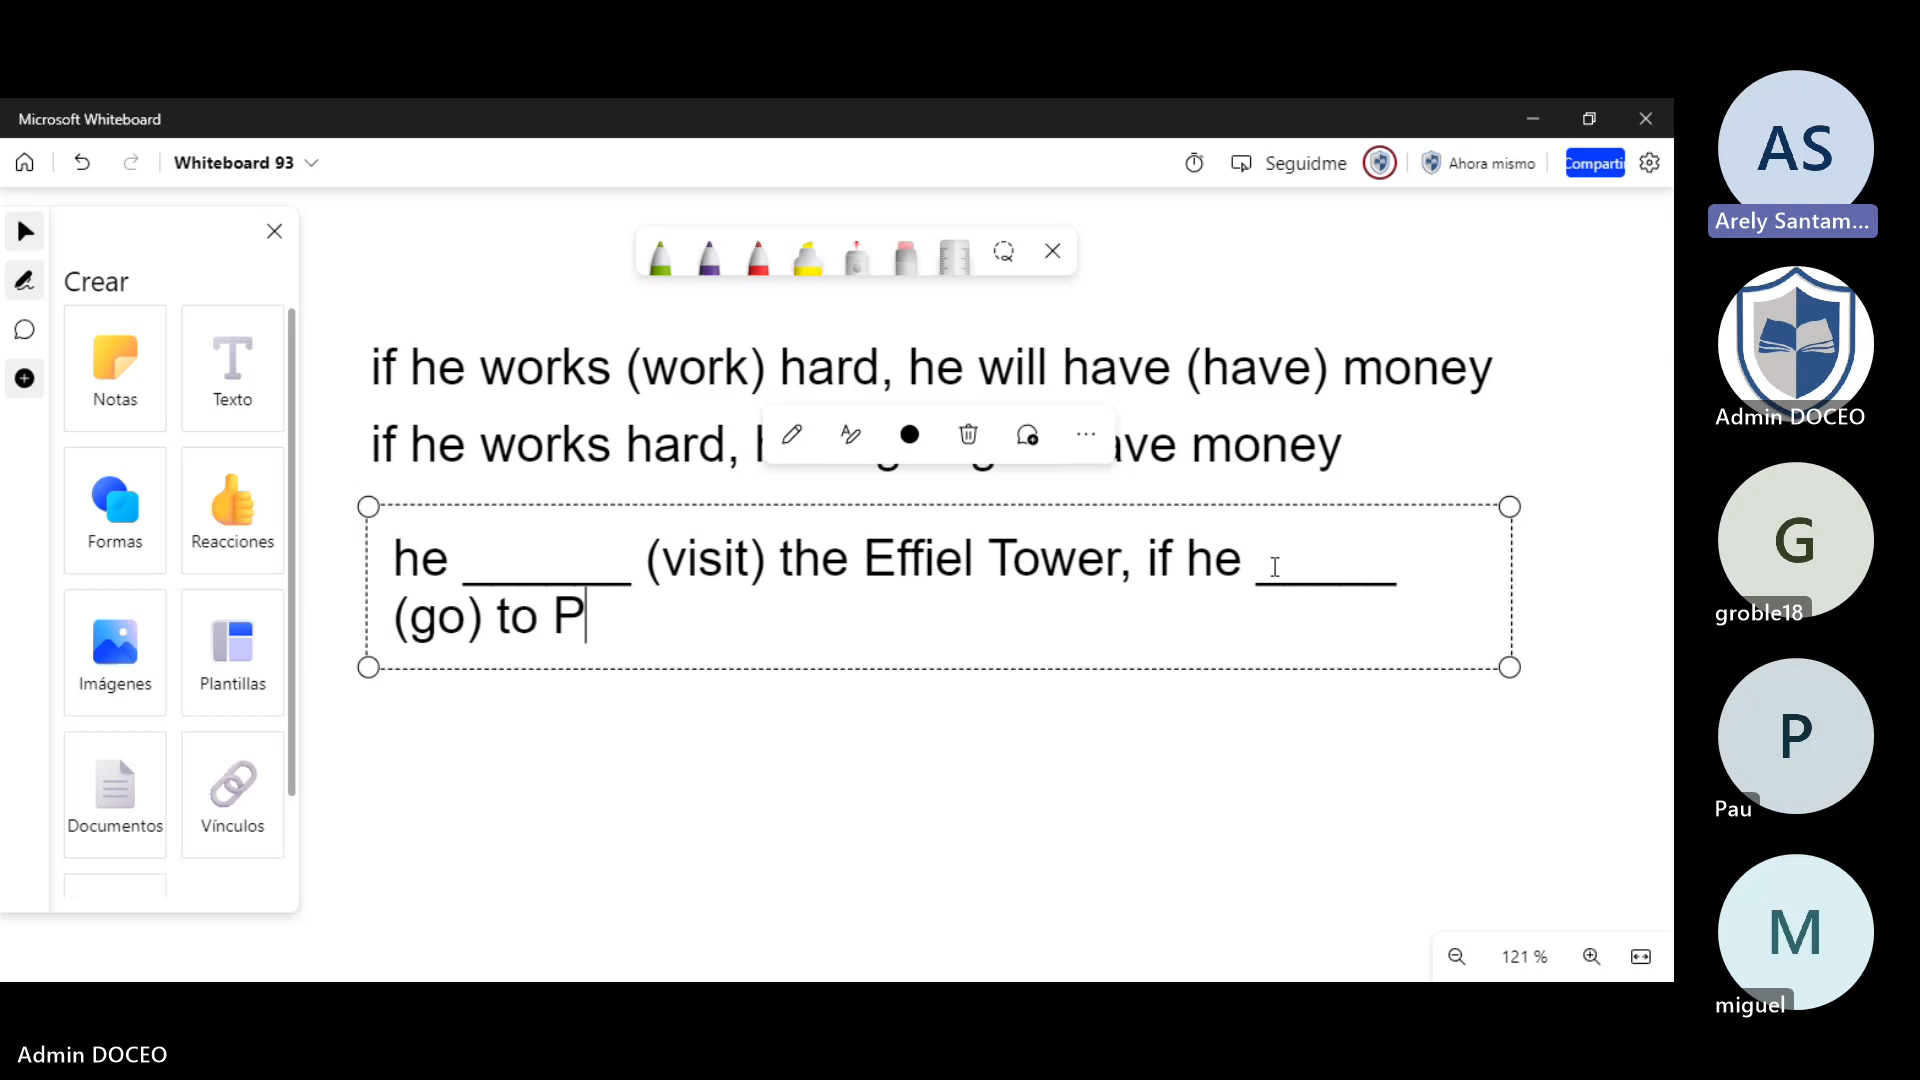 Microsoft Whiteboard
Whiteboard 93
Seguidme
Ahora mismo
Comparti
Crear
Notas
Texto
Formas
Reacciones
Imágenes
Plantillas
Documentos
Vínculos
if he works (work) hard, he will have (have) money
if he works hard, ave money
he ______ (visit) the Effiel Tower, if he _____
(go) to P
121 %
AS
Arely Santam...
Admin DOCEO
G
groble18
P
Pau
M
miguel
Admin DOCEO